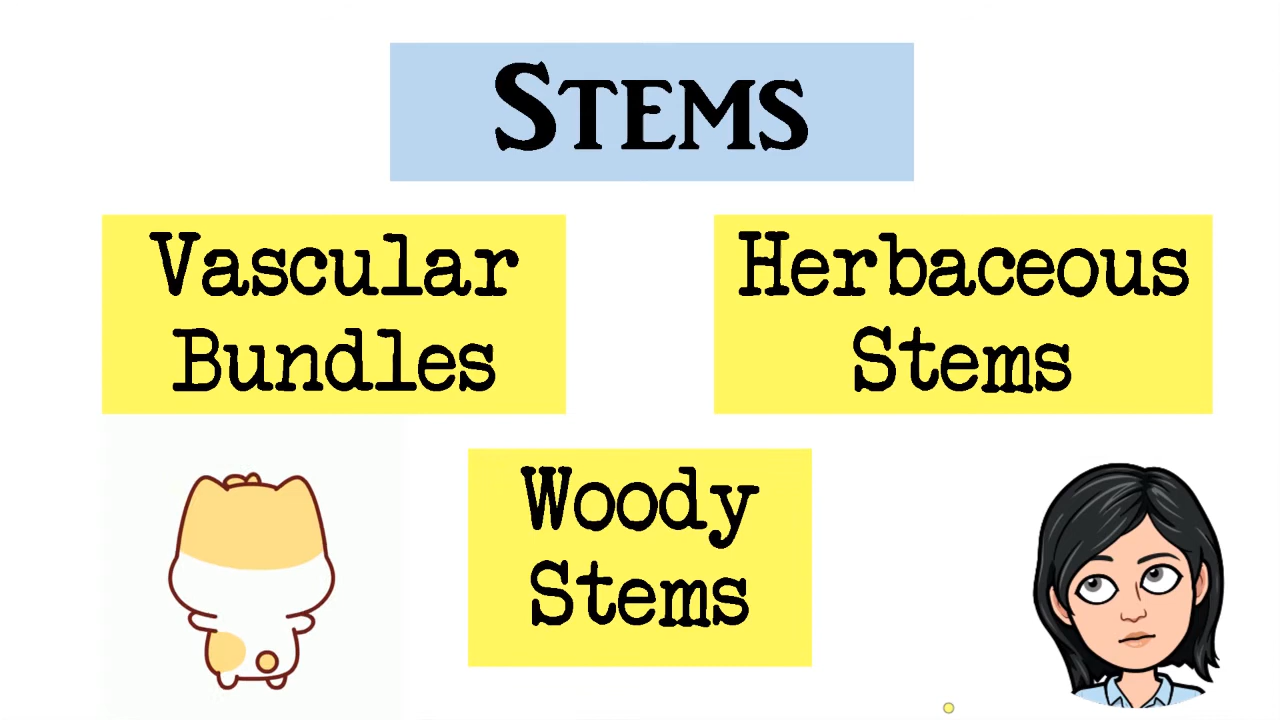 STEMS
Vascular
Bundles
Herbaceous
Stems
Woody
Stems